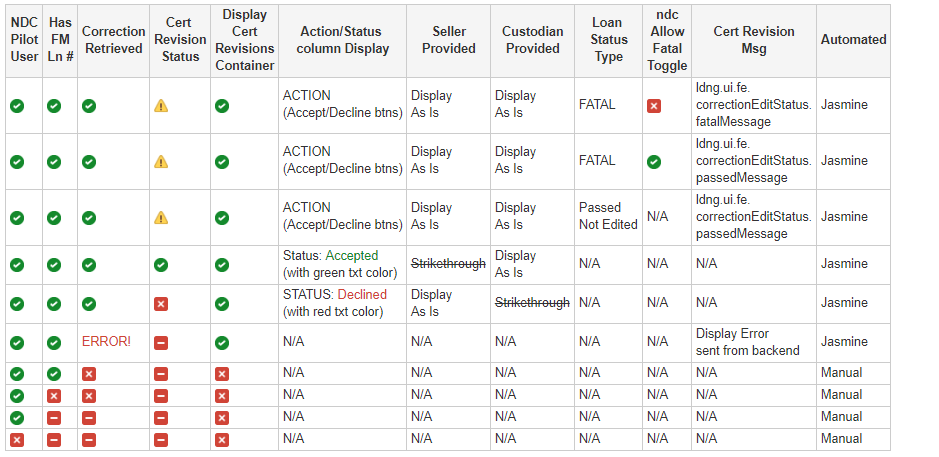 NDC Pilot User | Has FM Ln # | Correction Retrieved | Cert Revision Status | Display Cert Revisions Container | Action/Status column Display | Seller Provided | Custodian Provided | Loan Status Type | ndc Allow Fatal Toggle | Cert Revision Msg | Automated
ACTION (Accept/Decline btns) | Display As Is | Display As Is | FATAL | ldng.ui.fe.correctionEditStatus.fatalMessage | Jasmine
ACTION (Accept/Decline btns) | Display As Is | Display As Is | FATAL | ldng.ui.fe.correctionEditStatus.passedMessage | Jasmine
ACTION (Accept/Decline btns) | Display As Is | Display As Is | Passed Not Edited | N/A | ldng.ui.fe.correctionEditStatus.passedMessage | Jasmine
Status: Accepted (with green txt color) | Strikethrough | Display As Is | N/A | N/A | N/A | Jasmine
STATUS: Declined (with red txt color) | Display As Is | Strikethrough | N/A | N/A | N/A | Jasmine
ERROR! | N/A | N/A | N/A | N/A | N/A | Display Error sent from backend | Jasmine
N/A | N/A | N/A | N/A | N/A | N/A | Manual
N/A | N/A | N/A | N/A | N/A | N/A | Manual
N/A | N/A | N/A | N/A | N/A | N/A | Manual
N/A | N/A | N/A | N/A | N/A | N/A | Manual